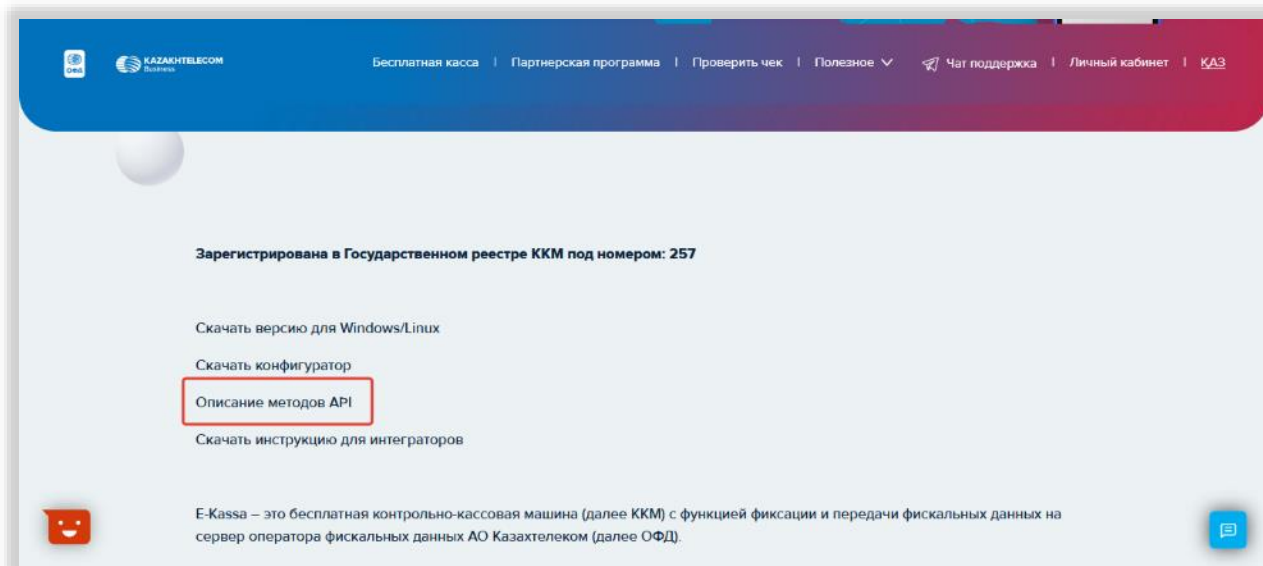 ОФД
KAZAKHTELECOM
Business
Бесплатная касса | Партнерская программа | Проверить чек | Полезное | Чат поддержка | Личный кабинет | ҚАЗ
Зарегистрирована в Государственном реестре ККМ под номером: 257
Скачать версию для Windows/Linux
Скачать конфигуратор
Описание методов API
Скачать инструкцию для интеграторов
E-Kassa – это бесплатная контрольно-кассовая машина (далее ККМ) с функцией фиксации и передачи фискальных данных на
сервер оператора фискальных данных АО Казахтелеком (далее ОФД).